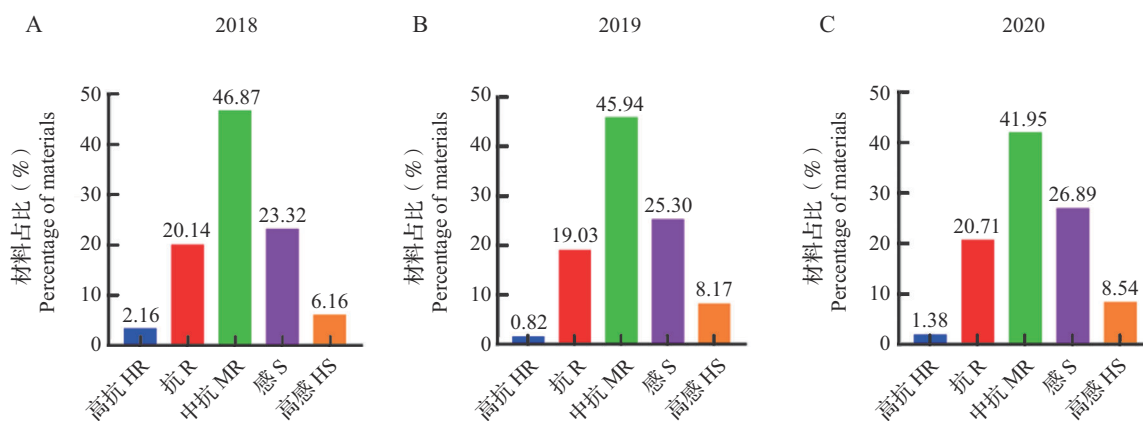 A
2018
材料占比（%）
Percentage of materials
50
40
30
20
10
0
2.16
20.14
46.87
23.32
6.16
高抗 HR
抗 R
中抗 MR
感 S
高感 HS
B
2019
材料占比（%）
Percentage of materials
50
40
30
20
10
0
0.82
19.03
45.94
25.30
8.17
高抗 HR
抗 R
中抗 MR
感 S
高感 HS
C
2020
材料占比（%）
Percentage of materials
50
40
30
20
10
0
1.38
20.71
41.95
26.89
8.54
高抗 HR
抗 R
中抗 MR
感 S
高感 HS